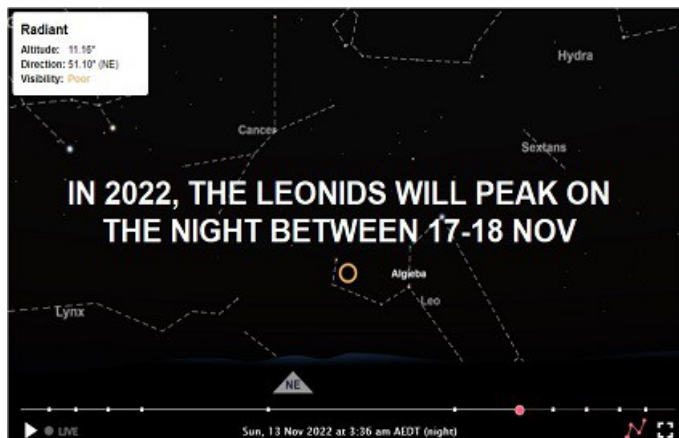 Radiant
Altitude: 11.16°
Direction: 51.10° (NE)
Visibility: Poor
Hydra
Cancer
Sextans
IN 2022, THE LEONIDS WILL PEAK ON
THE NIGHT BETWEEN 17-18 NOV
Algieba
Leo
Lynx
NE
LIVE
Sun, 13 Nov 2022 at 3:36 am AEDT (night)